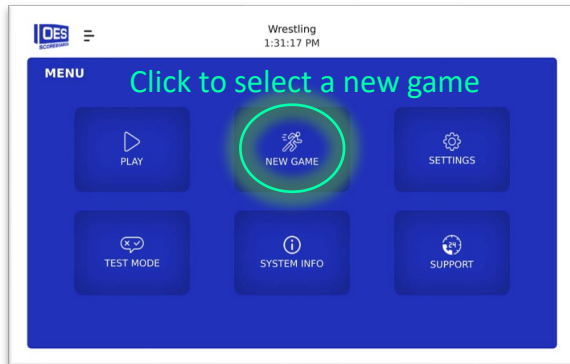 OES
SCOREBOARDS
Wrestling
1:31:17 PM
MENU
Click to select a new game
PLAY
NEW GAME
SETTINGS
TEST MODE
SYSTEM INFO
24
SUPPORT